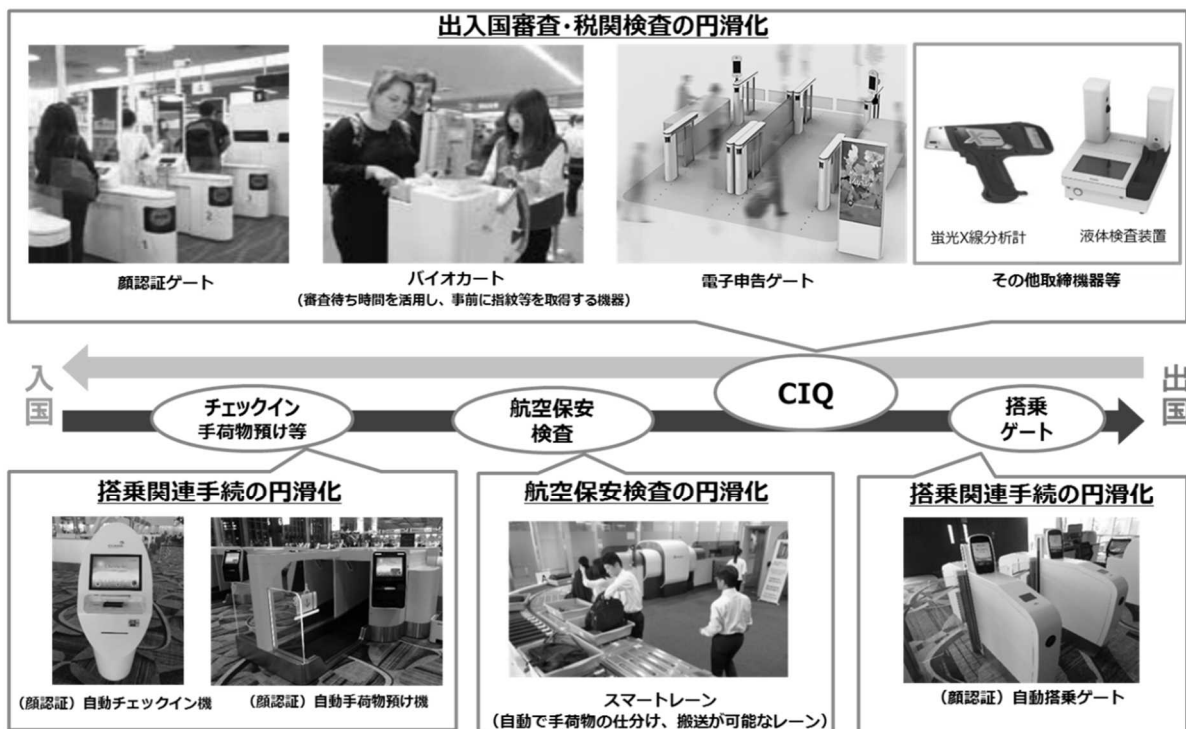 出入国審査・税関検査の円滑化
蛍光X線分析計
液体検査装置
顔認証ゲート
バイオカート
(審査待ち時間を活用し、事前に指紋等を取得する機器)
電子申告ゲート
その他取締機器等
入国
出国
チェックイン
手荷物預け等
航空保安
検査
CIQ
搭乗
ゲート
搭乗関連手続の円滑化
(顔認証)自動チェックイン機
(顔認証)自動手荷物預け機
航空保安検査の円滑化
スマートレーン
(自動で手荷物の仕分け、搬送が可能なレーン)
搭乗関連手続の円滑化
(顔認証)自動搭乗ゲート